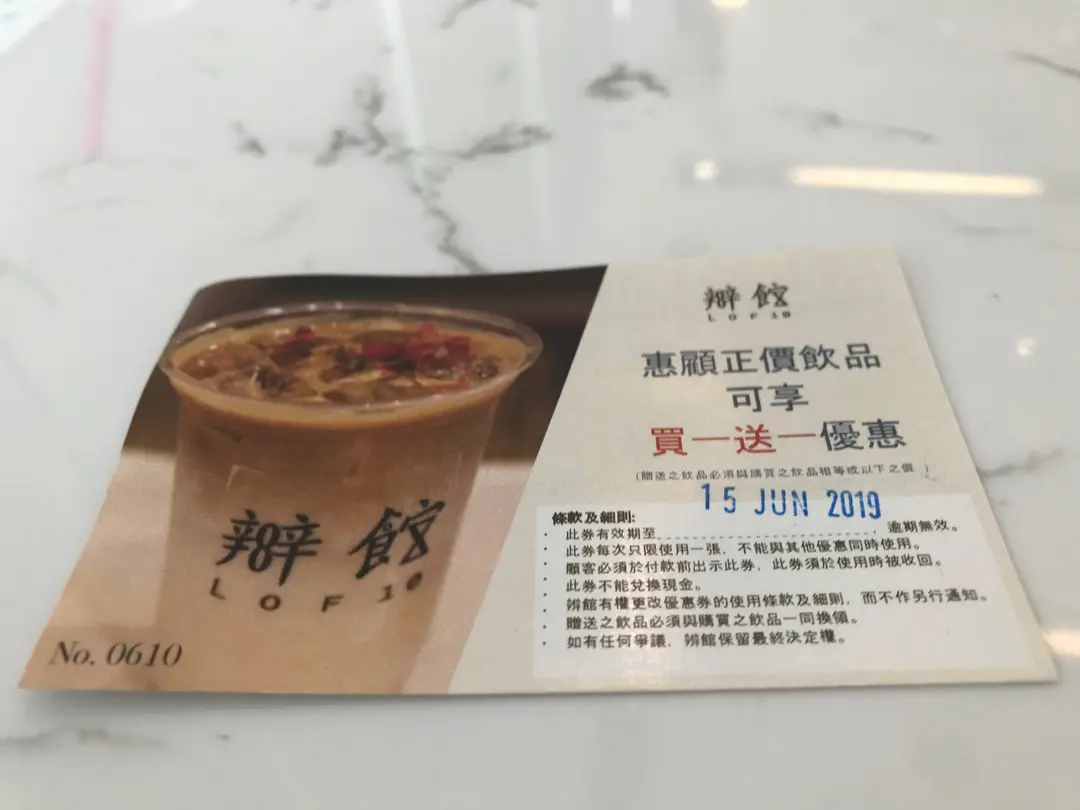 辦館
LOF10
No. 0610
辦館
LOF10
惠顧正價飲品
可享
買一送一優惠
(贈送之飲品必須與購買之飲品相等或以下之價)
15 JUN 2019
條款及細則:
· 此券有效期至 , 逾期無效。
· 此券每次只限使用一張，不能與其他優惠同時使用。
· 顧客必須於付款前出示此券，此券須於使用時被收回。
· 此券不能兌換現金。
· 辦館有權更改優惠券的使用條款及細則，而不作另行通知。
· 贈送之飲品必須與購買之飲品一同換領。
· 如有任何爭議，辦館保留最終決定權。